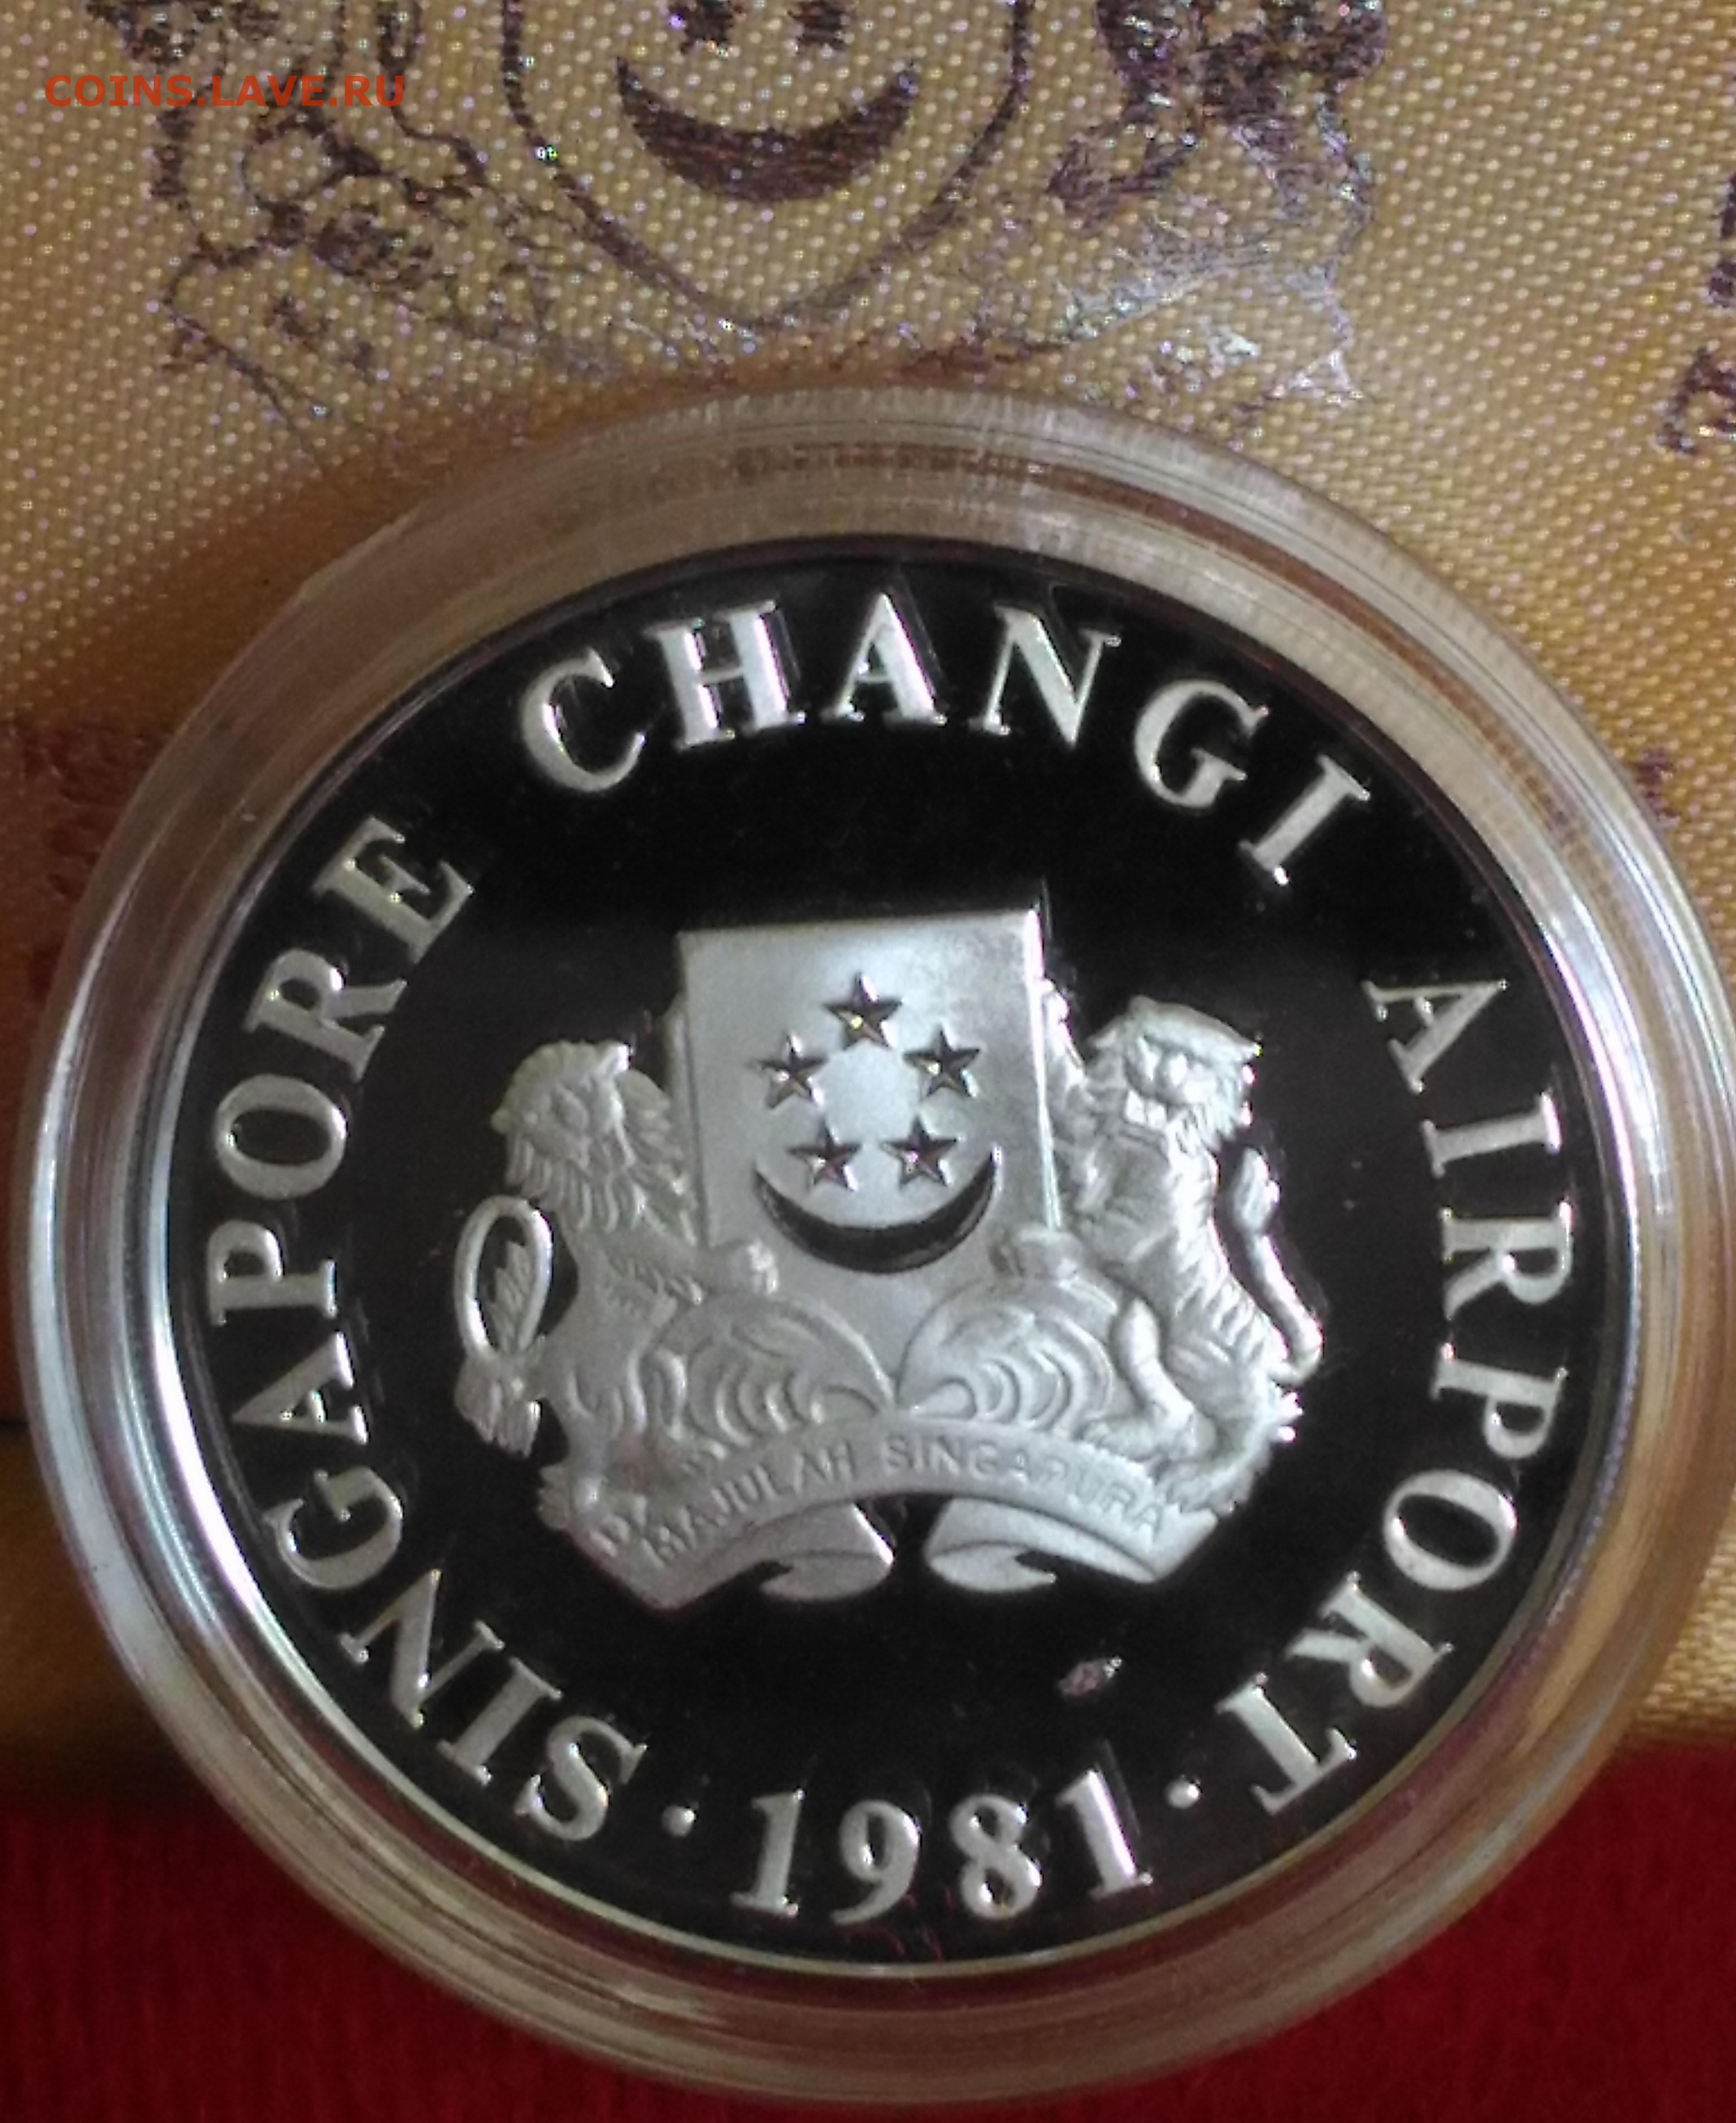 COINS.LAVE.RU
SINGAPORE CHANGI AIRPORT
· 1981 ·
MAJULAH SINGAPURA